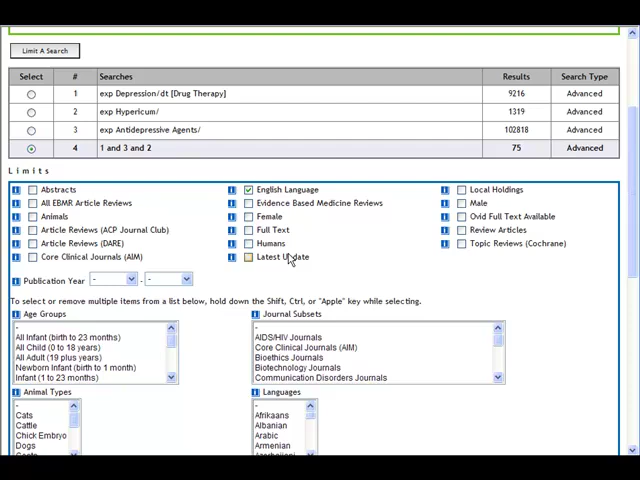 Limit A Search
Select # Searches Results Search Type
1 exp Depression/dt [Drug Therapy] 9216 Advanced
2 exp Hypericum/ 1319 Advanced
3 exp Antidepressive Agents/ 102818 Advanced
4 1 and 3 and 2 75 Advanced
Limits
Abstracts English Language Local Holdings
All EBMR Article Reviews Evidence Based Medicine Reviews Male
Animals Female Ovid Full Text Available
Article Reviews (ACP Journal Club) Full Text Review Articles
Article Reviews (DARE) Humans Topic Reviews (Cochrane)
Core Clinical Journals (AIM) Latest Update
Publication Year - -
To select or remove multiple items from a list below, hold down the Shift, Ctrl, or "Apple" key while selecting.
Age Groups Journal Subsets
- -
All Infant (birth to 23 months) AIDS/HIV Journals
All Child (0 to 18 years) Core Clinical Journals (AIM)
All Adult (19 plus years) Bioethics Journals
Newborn Infant (birth to 1 month) Biotechnology Journals
Infant (1 to 23 months) Communication Disorders Journals
Animal Types Languages
- -
Cats Afrikaans
Cattle Albanian
Chick Embryo Arabic
Dogs Armenian